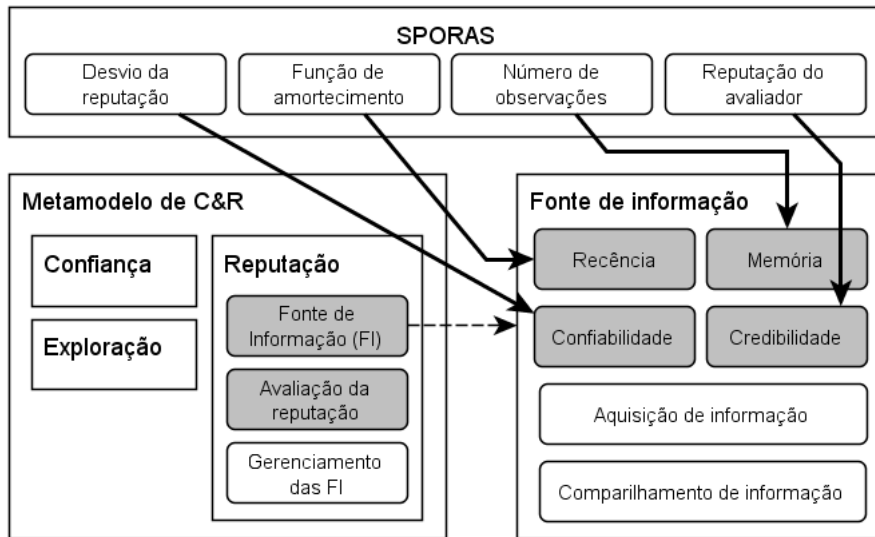 SPORAS
Desvio da
reputação
Função de
amortecimento
Número de
observações
Reputação do
avaliador
Metamodelo de C&R
Confiança
Exploração
Reputação
Fonte de
Informação (FI)
Avaliação da
reputação
Gerenciamento
das FI
Fonte de informação
Recência
Memória
Confiabilidade
Credibilidade
Aquisição de informação
Comparilhamento de informação